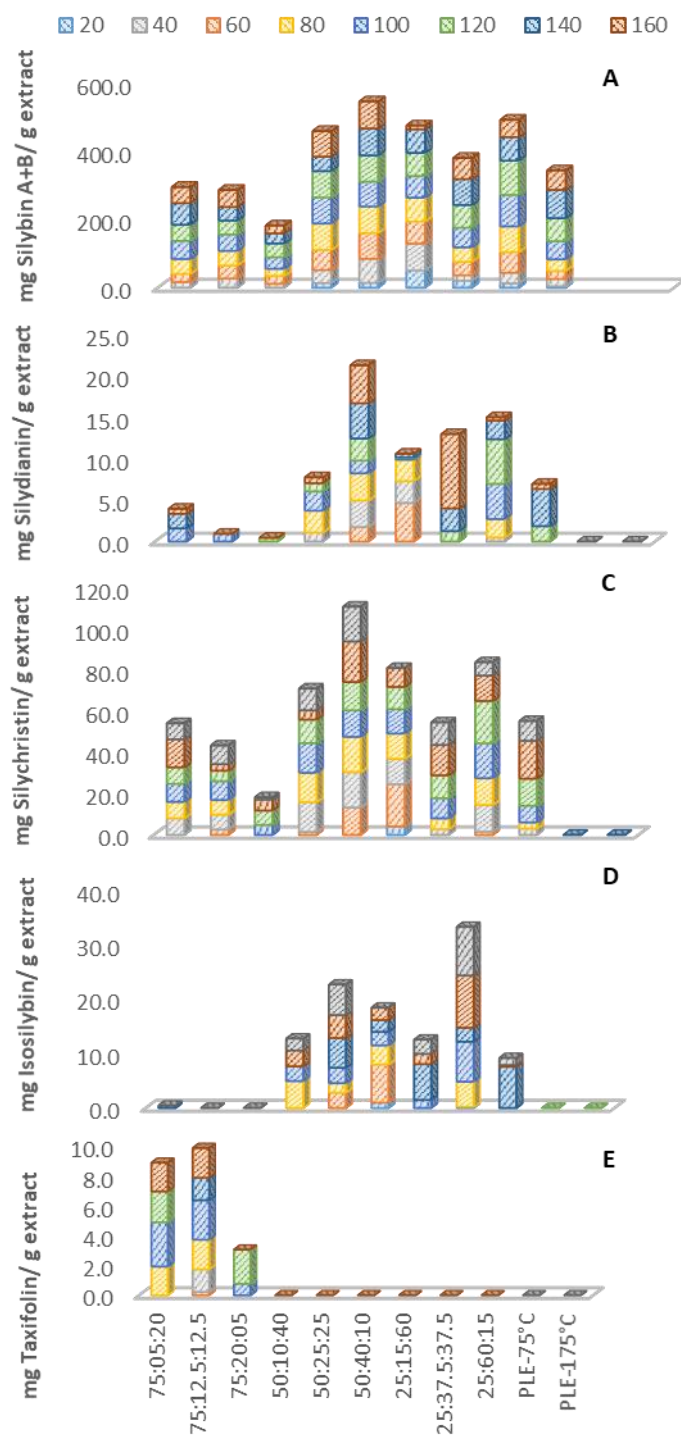 20 40 60 80 100 120 140 160
A
mg Silybin A+B/ g extract
600.0
400.0
200.0
0.0
B
mg Silydianin/ g extract
25.0
20.0
15.0
10.0
5.0
0.0
C
mg Silychristin/ g extract
120.0
100.0
80.0
60.0
40.0
20.0
0.0
D
mg Isosilybin/ g extract
40.0
30.0
20.0
10.0
0.0
E
mg Taxifolin/ g extract
10.0
8.0
6.0
4.0
2.0
0.0
75:05:20
75:12.5:12.5
75:20:05
50:10:40
50:25:25
50:40:10
25:15:60
25:37.5:37.5
25:60:15
PLE-75°C
PLE-175°C